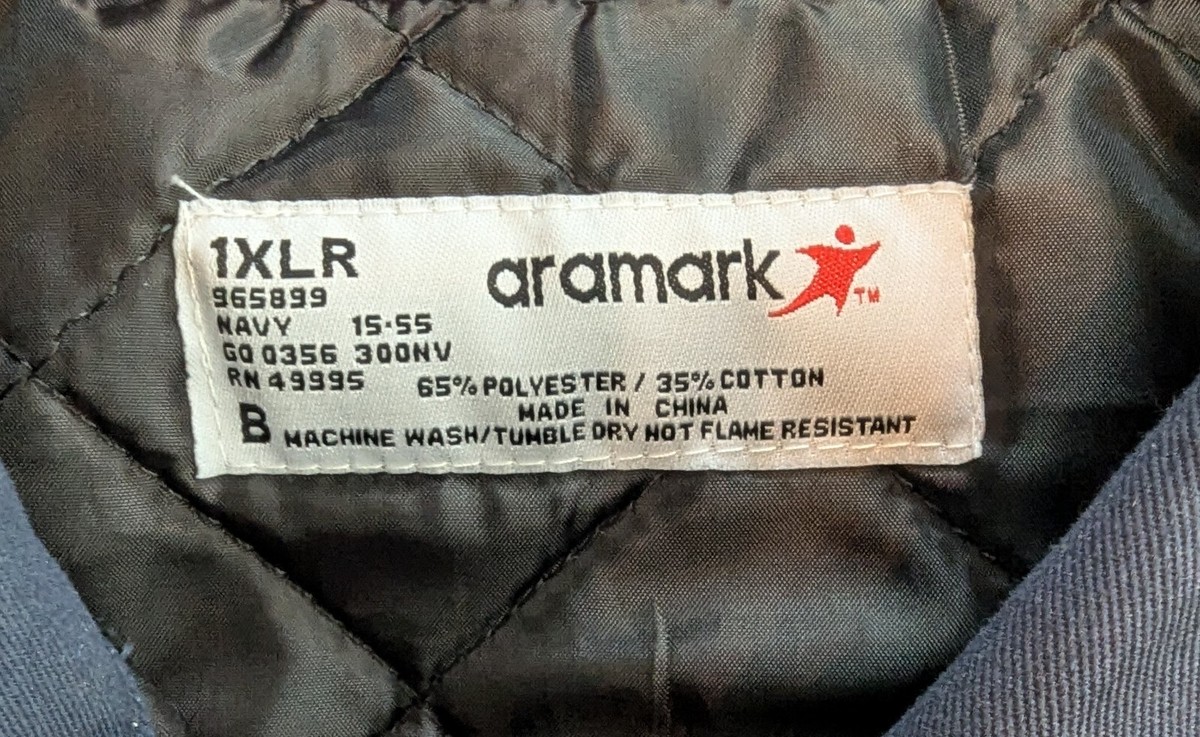 1XLR
aramark TM
965899
NAVY 15-55
GO 0356 300NV
RN 49995 65% POLYESTER / 35% COTTON
MADE IN CHINA
B MACHINE WASH/TUMBLE DRY NOT FLAME RESISTANT